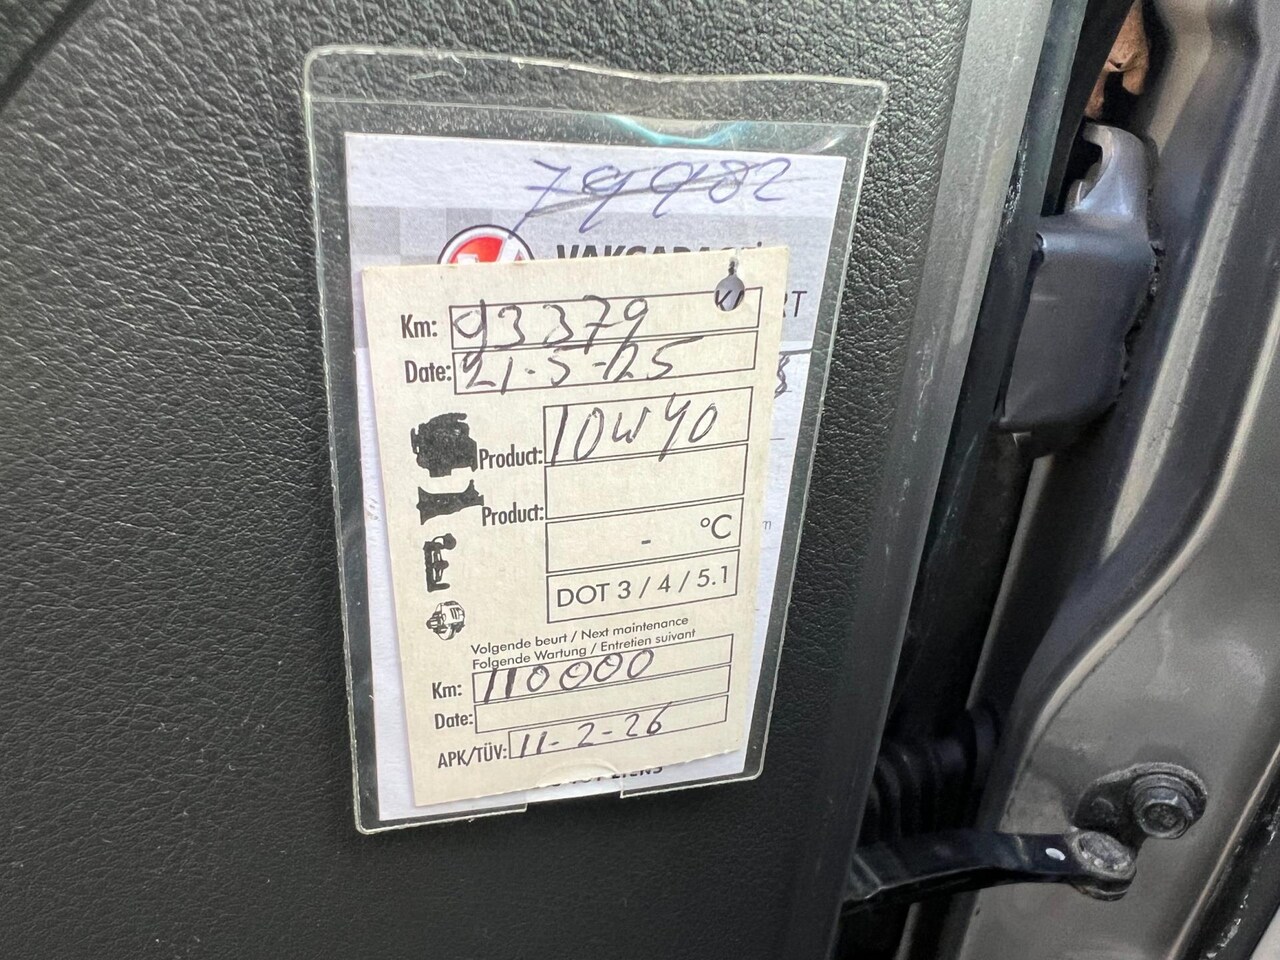 79982
VAKGARAGE
RT
Km: 93379
Date: 21-5-25
Product: 10W40
Product:
- °C
DOT 3 / 4 / 5.1
Volgende beurt / Next maintenance
Folgende Wartung / Entretien suivant
Km: 110000
Date:
APK/TÜV: 11-2-26